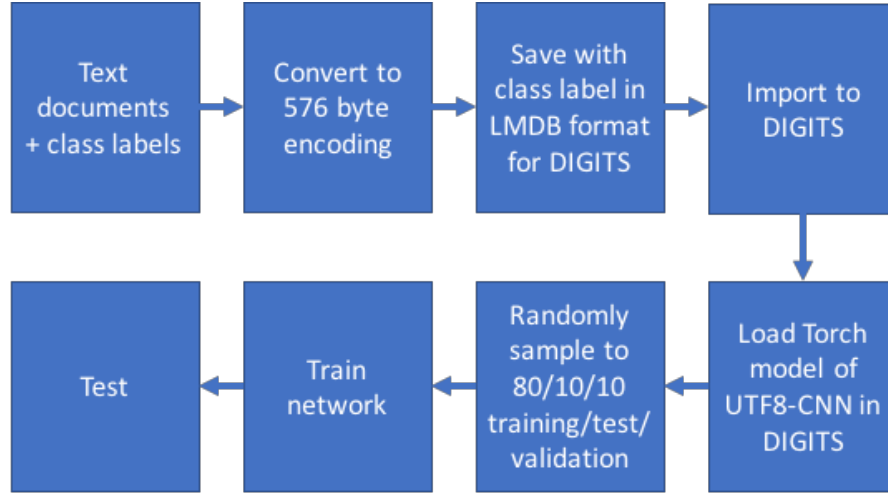 Text
documents
+ class labels
Convert to
576 byte
encoding
Save with
class label in
LMDB format
for DIGITS
Import to
DIGITS
Load Torch
model of
UTF8-CNN in
DIGITS
Randomly
sample to
80/10/10
training/test/
validation
Train
network
Test